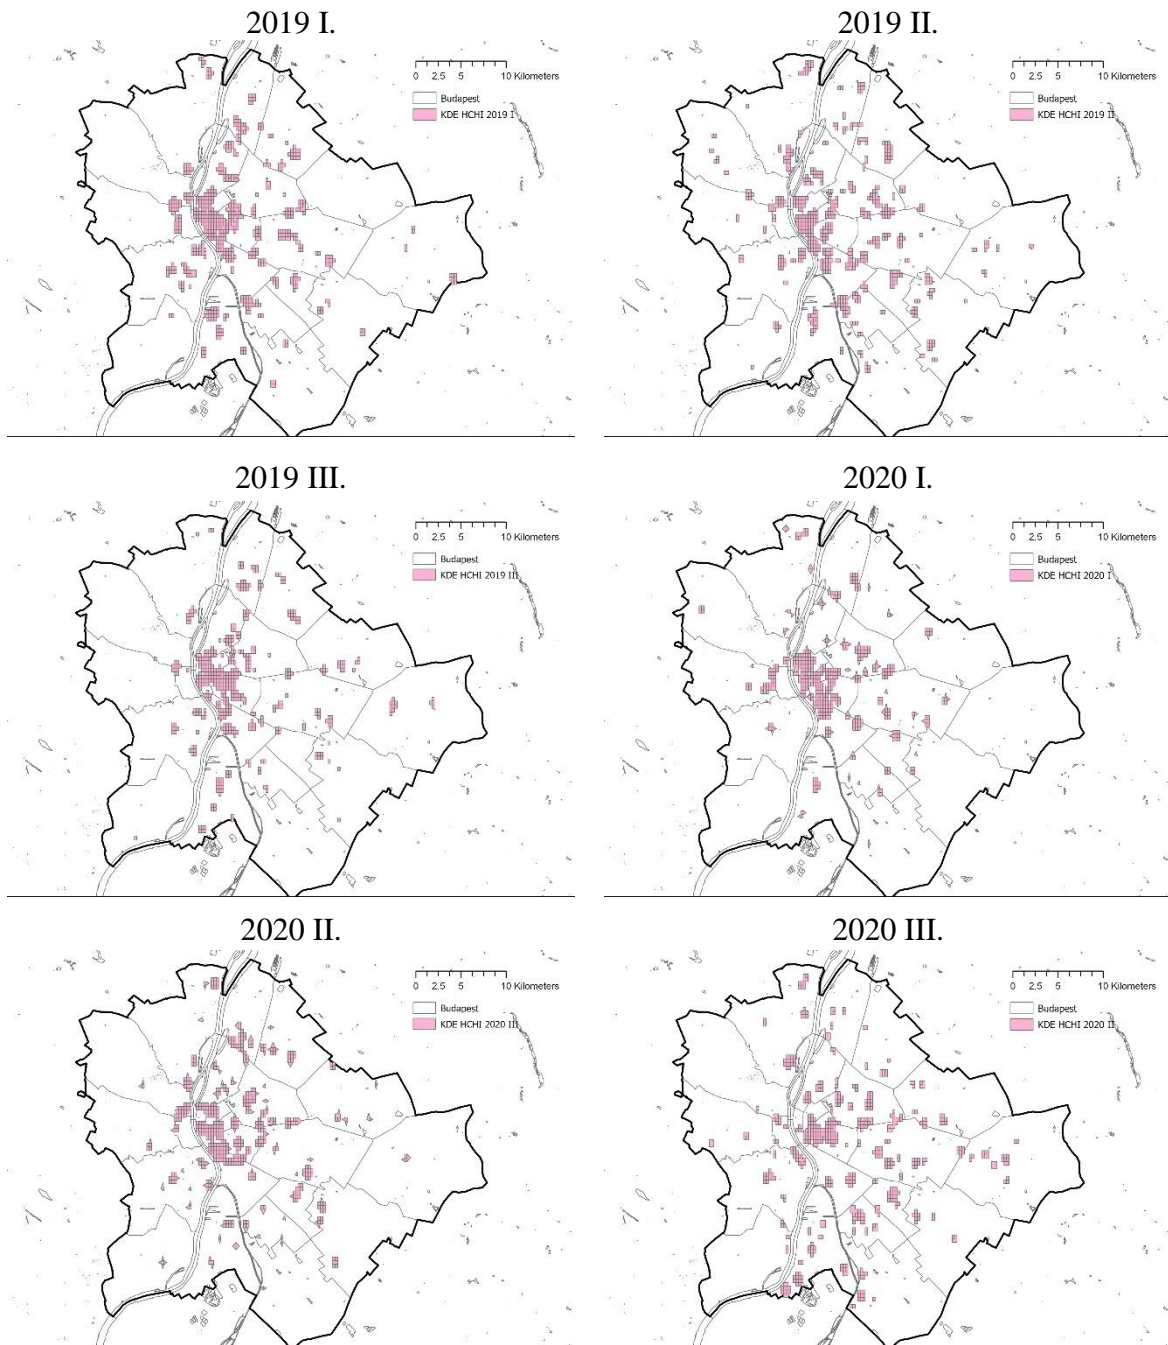 2019 I.
2019 II.
0 2.5 5 10 Kilometers
Budapest
KDE HCHI 2019 I
0 2.5 5 10 Kilometers
Budapest
KDE HCHI 2019 II
2019 III.
2020 I.
0 2.5 5 10 Kilometers
Budapest
KDE HCHI 2019 III
0 2.5 5 10 Kilometers
Budapest
KDE HCHI 2020 I
2020 II.
2020 III.
0 2.5 5 10 Kilometers
Budapest
KDE HCHI 2020 III
0 2.5 5 10 Kilometers
Budapest
KDE HCHI 2020 II